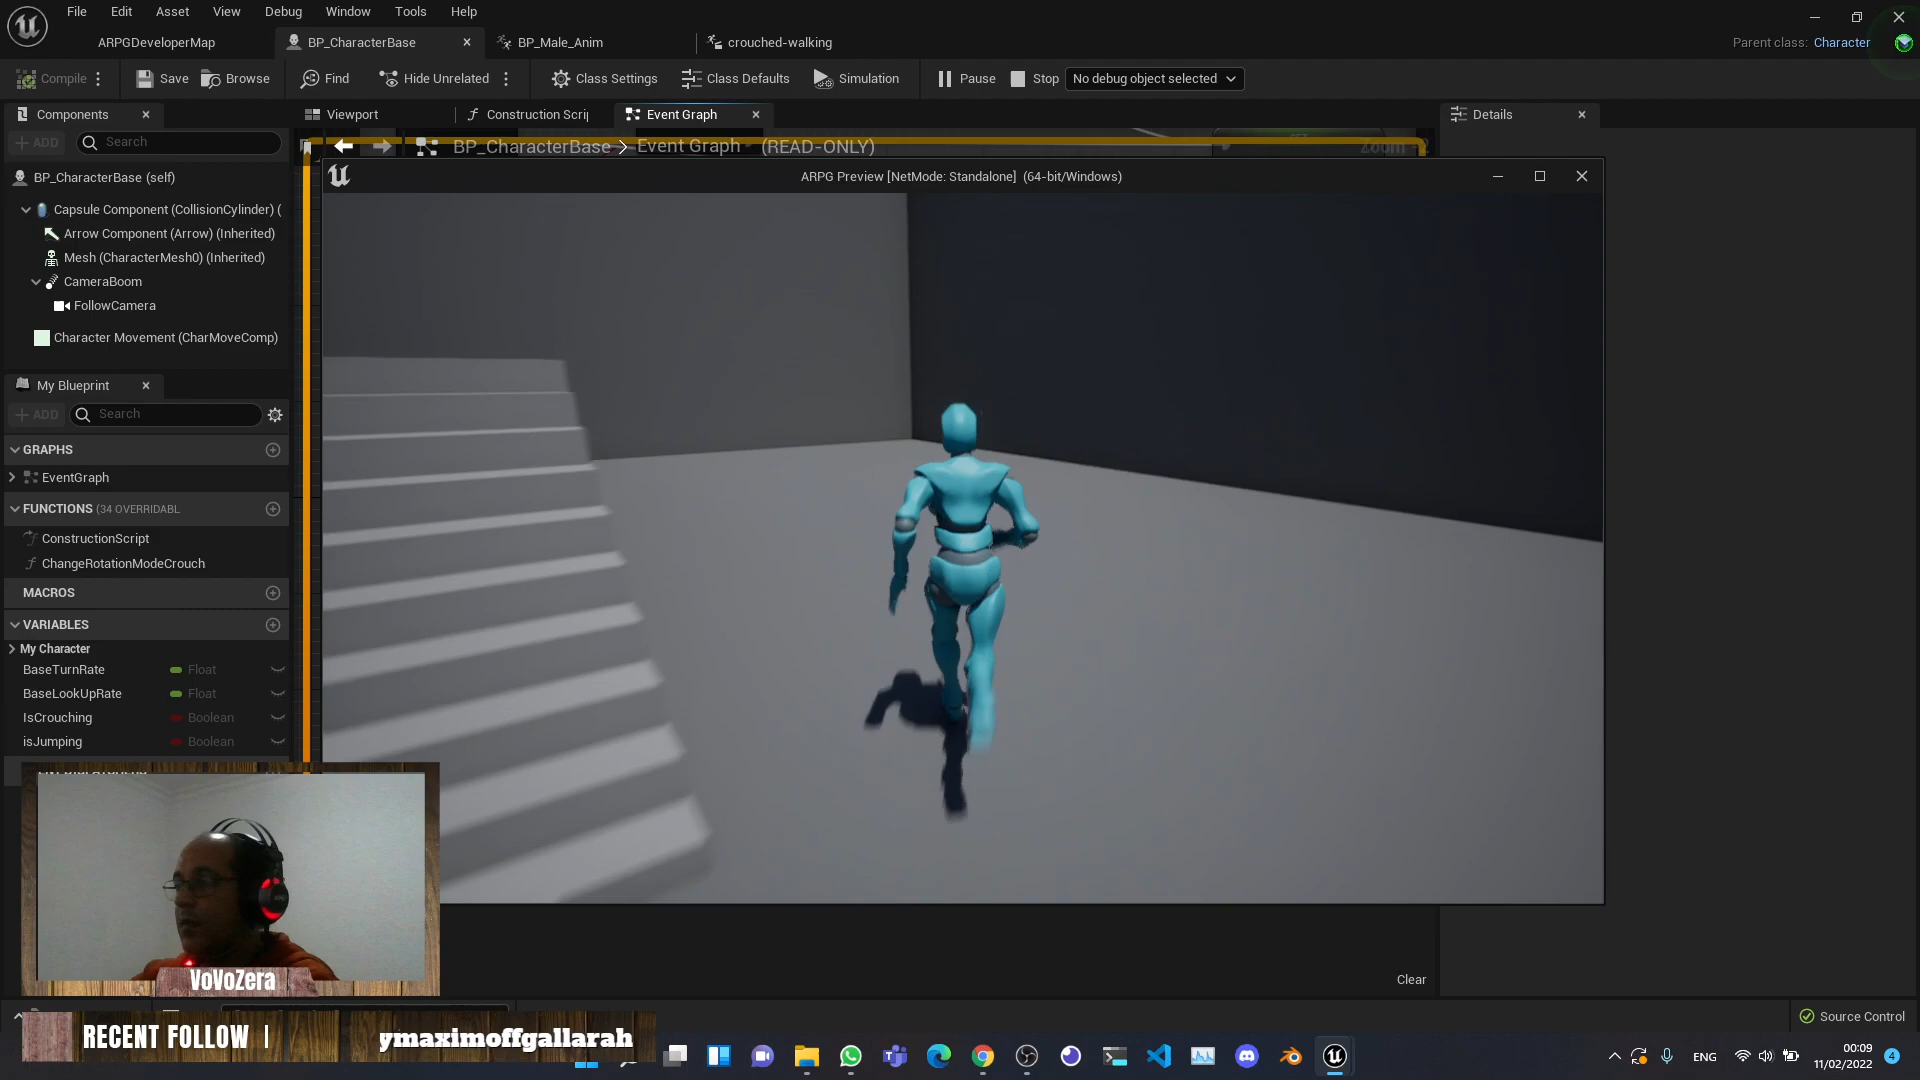 File Edit Asset View Debug Window Tools Help
ARPGDeveloperMap BP_CharacterBase BP_Male_Anim crouched-walking Parent class: Character
Compile Save Browse Find Hide Unrelated Class Settings Class Defaults Simulation Pause Stop No debug object selected
Components Viewport Construction Scrip Event Graph Details
ADD Search BP_CharacterBase Event Graph (READ-ONLY) Zoom
ARPG Preview [NetMode: Standalone] (64-bit/Windows)
BP_CharacterBase (self)
Capsule Component (CollisionCylinder) (
Arrow Component (Arrow) (Inherited)
Mesh (CharacterMesh0) (Inherited)
CameraBoom
FollowCamera
Character Movement (CharMoveComp)
My Blueprint
ADD Search
GRAPHS
EventGraph
FUNCTIONS (34 OVERRIDABL
ConstructionScript
ChangeRotationModeCrouch
MACROS
VARIABLES
My Character
BaseTurnRate Float
BaseLookUpRate Float
IsCrouching Boolean
isJumping Boolean
VoVoZera
Clear
RECENT FOLLOW | ymaximoffgallarah
Source Control
ENG 00:09
11/02/2022 4